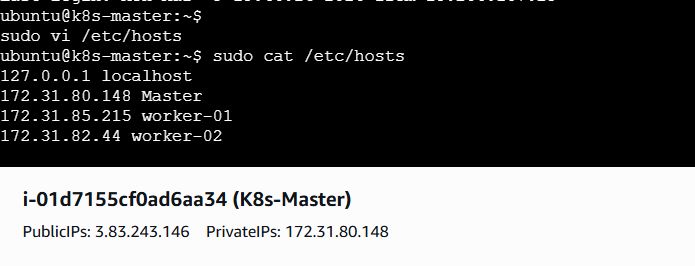 ubuntu@k8s-master:~$
sudo vi /etc/hosts
ubuntu@k8s-master:~$ sudo cat /etc/hosts
127.0.0.1 localhost
172.31.80.148 Master
172.31.85.215 worker-01
172.31.82.44 worker-02
i-01d7155cf0ad6aa34 (K8s-Master)
PublicIPs: 3.83.243.146 PrivateIPs: 172.31.80.148